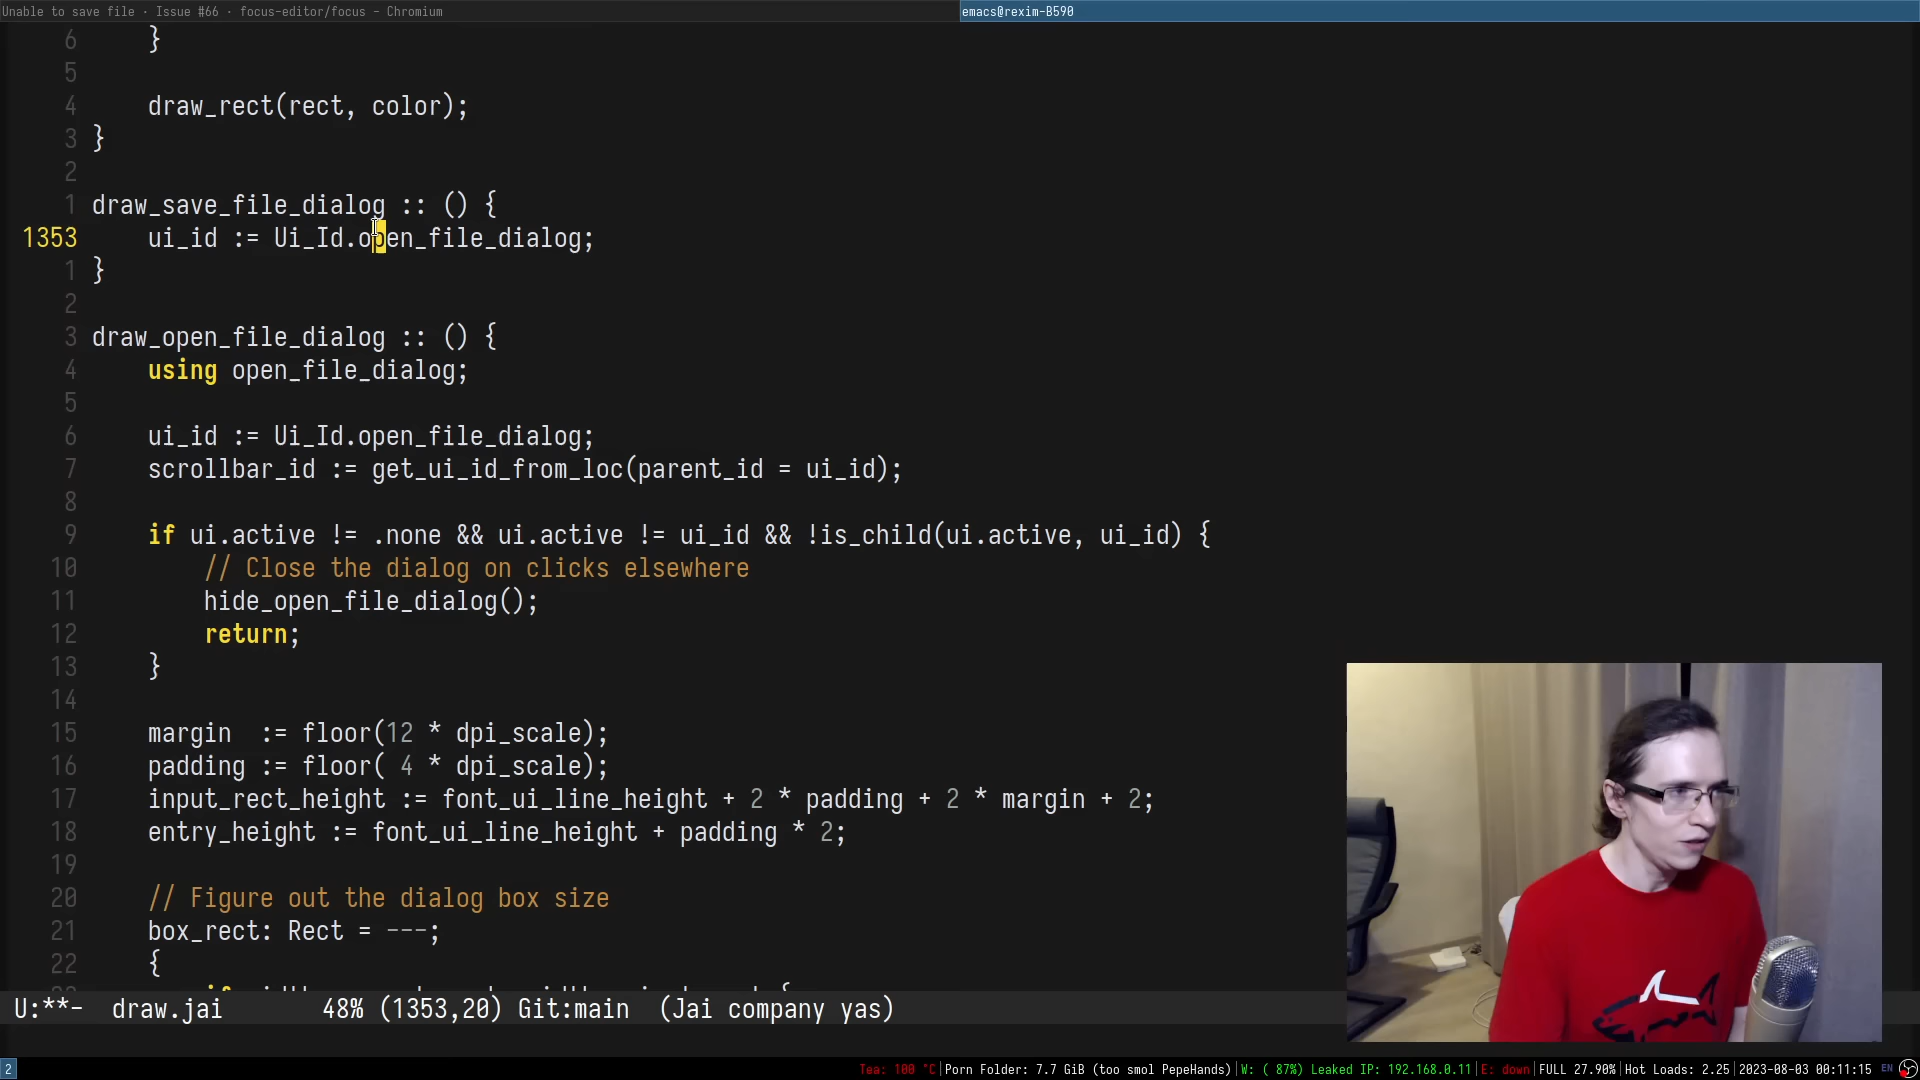 Unable to save file · Issue #66 · focus-editor/focus - Chromium
emacs@rexim-B590
6     }
5
4     draw_rect(rect, color);
3 }
2
1 draw_save_file_dialog :: () {
1353     ui_id := Ui_Id.open_file_dialog;
1 }
2
3 draw_open_file_dialog :: () {
4     using open_file_dialog;
5
6     ui_id := Ui_Id.open_file_dialog;
7     scrollbar_id := get_ui_id_from_loc(parent_id = ui_id);
8
9     if ui.active != .none && ui.active != ui_id && !is_child(ui.active, ui_id) {
10         // Close the dialog on clicks elsewhere
11         hide_open_file_dialog();
12         return;
13     }
14
15     margin  := floor(12 * dpi_scale);
16     padding := floor( 4 * dpi_scale);
17     input_rect_height := font_ui_line_height + 2 * padding + 2 * margin + 2;
18     entry_height := font_ui_line_height + padding * 2;
19
20     // Figure out the dialog box size
21     box_rect: Rect = ---;
22     {
U:**-  draw.jai       48% (1353,20) Git:main  (Jai company yas)
2
Tea: 100 °C|Porn Folder: 7.7 GiB (too smol PepeHands)|W: ( 87%) Leaked IP: 192.168.0.11|E: down|FULL 27.90%|Hot Loads: 2.25|2023-08-03 00:11:15 EN